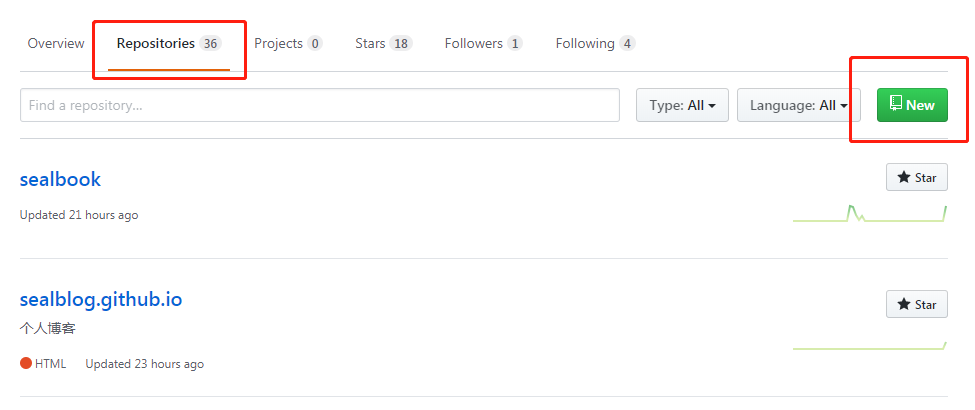 Overview Repositories 36 Projects 0 Stars 18 Followers 1 Following 4
Find a repository... Type: All Language: All New
sealbook Star
Updated 21 hours ago
sealblog.github.io Star
个人博客
HTML Updated 23 hours ago